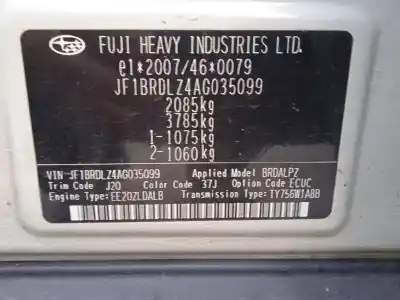 FUJI HEAVY INDUSTRIES LTD.
e1*2007/46*0079
JF1BRDLZ4AG035099
2085kg
3785kg
1-1075kg
2-1060kg
VIN JF1BRDLZ4AG035099 Applied Model BRDALPZ
Trim Code J20 Color Code 37J Option Code ECUC
Engine Type EE20ZLDALB Transmission Type TY756W1ABB